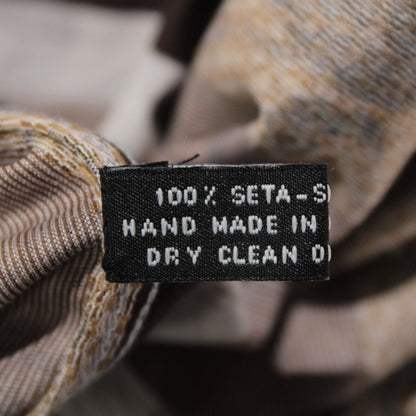 100% SETA-S
HAND MADE IN
DRY CLEAN O